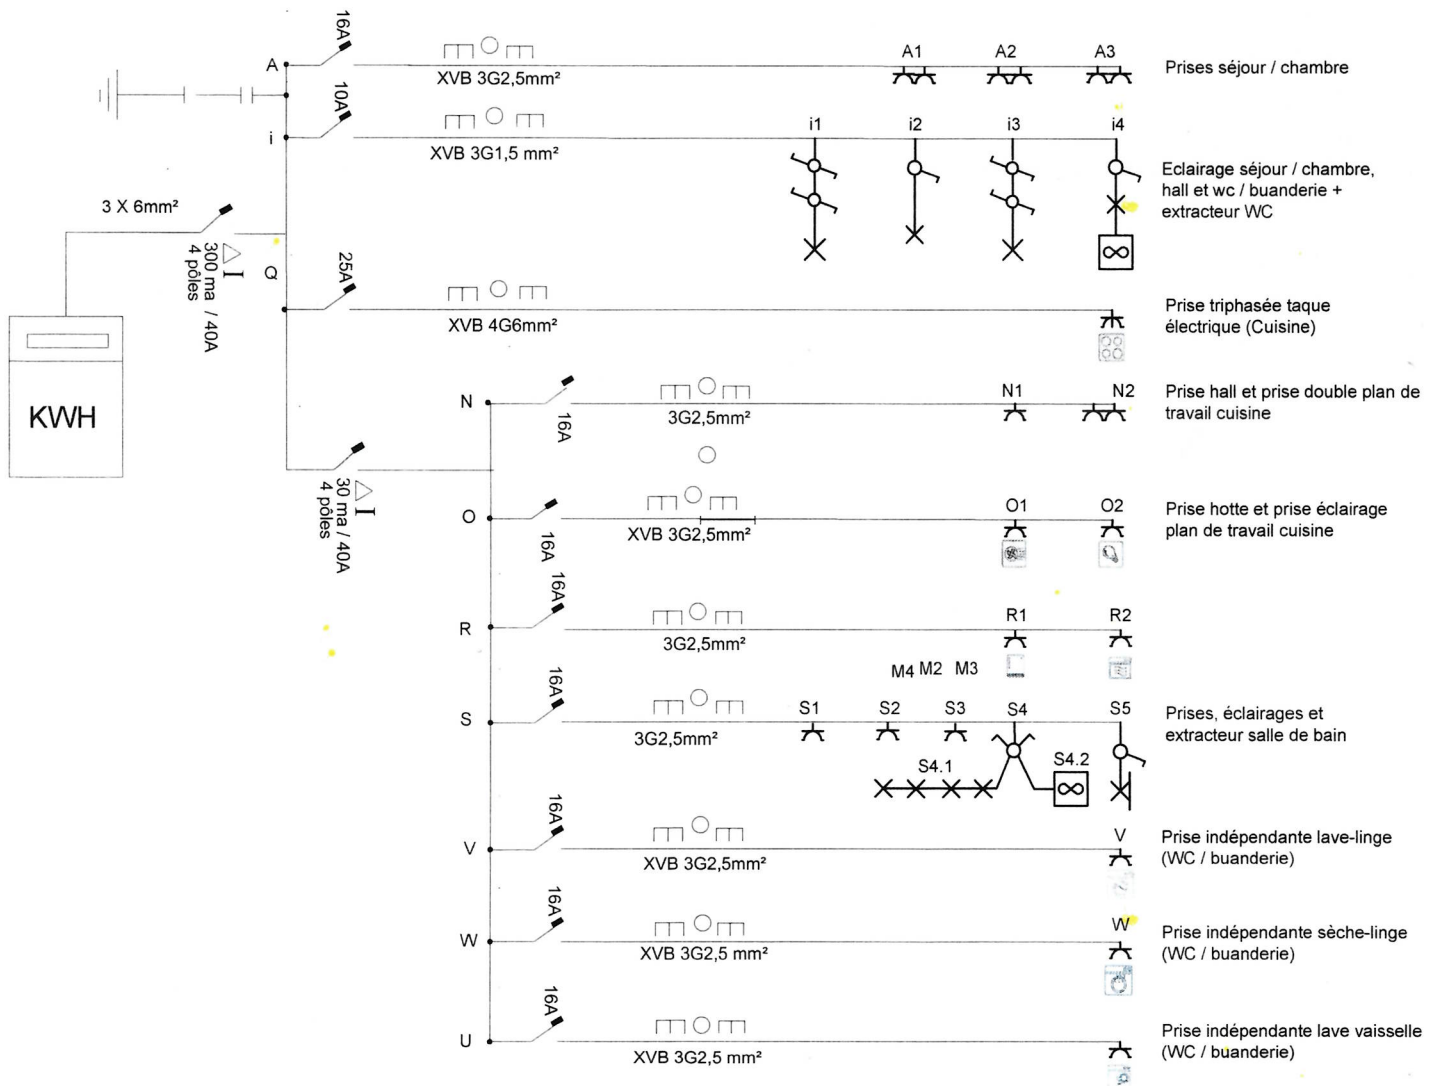 16A
A
XVB 3G2,5mm²
A1
A2
A3
Prises séjour / chambre
10A
i
XVB 3G1,5 mm²
i1
i2
i3
i4
Eclairage séjour / chambre,
hall et wc / buanderie +
extracteur WC
3 X 6mm²
300 ma / 40A
4 pôles
Q
25A
XVB 4G6mm²
Prise triphasée taque
électrique (Cuisine)
KWH
N
16A
3G2,5mm²
N1
N2
Prise hall et prise double plan de
travail cuisine
30 ma / 40A
4 pôles
O
16A
XVB 3G2,5mm²
O1
O2
Prise hotte et prise éclairage
plan de travail cuisine
16A
R
3G2,5mm²
R1
R2
M4 M2 M3
16A
S
3G2,5mm²
S1
S2
S3
S4
S5
S4.1
S4.2
Prises, éclairages et
extracteur salle de bain
16A
V
XVB 3G2,5mm²
V
Prise indépendante lave-linge
(WC / buanderie)
16A
W
XVB 3G2,5 mm²
W
Prise indépendante sèche-linge
(WC / buanderie)
16A
U
XVB 3G2,5 mm²
Prise indépendante lave vaisselle
(WC / buanderie)